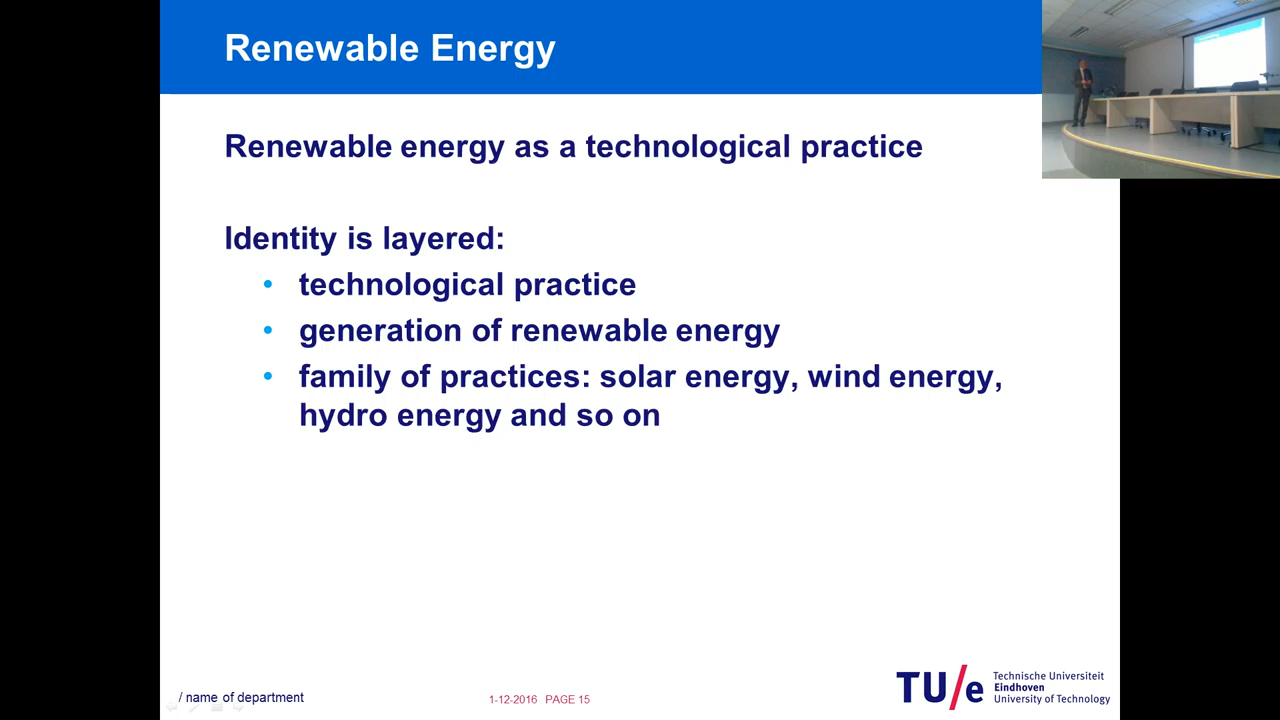 Renewable Energy
Renewable energy as a technological practice
Identity is layered:
• technological practice
• generation of renewable energy
• family of practices: solar energy, wind energy,
hydro energy and so on
/ name of department
1-12-2016 PAGE 15
TU/e
Technische Universiteit
Eindhoven
University of Technology